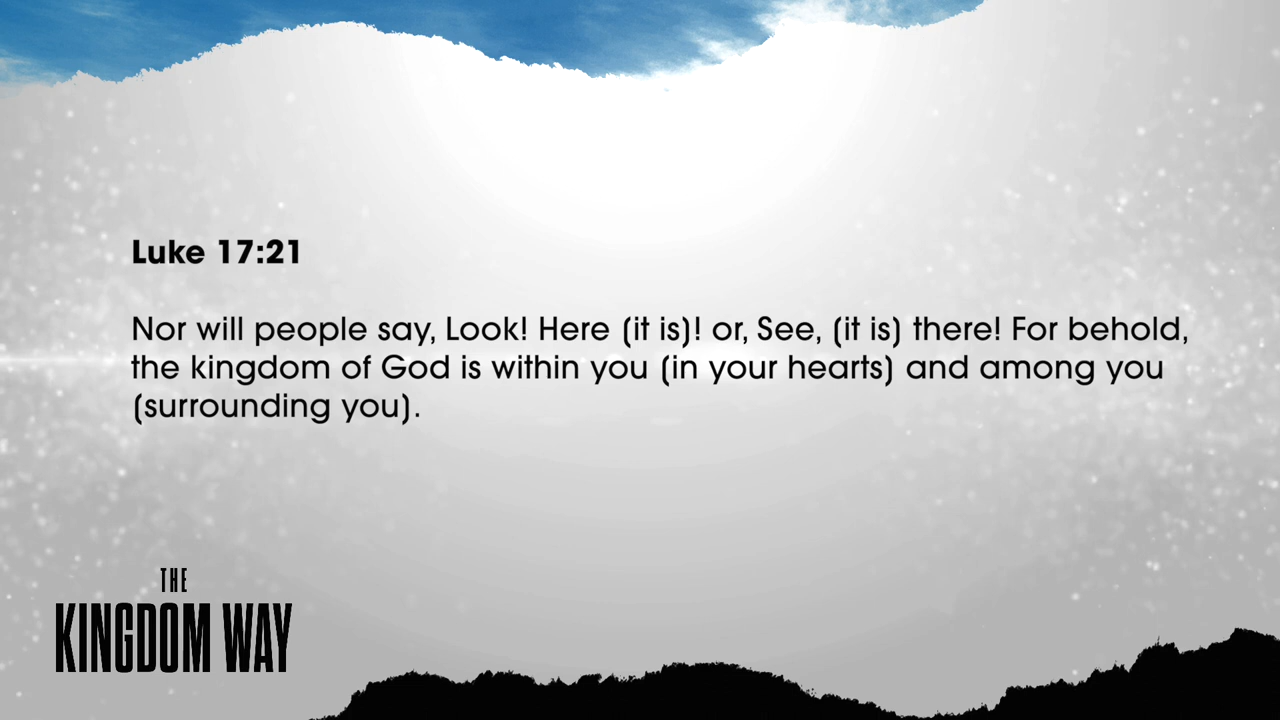 Luke 17:21
Nor will people say, Look! Here (it is)! or, See, (it is) there! For behold,
the kingdom of God is within you (in your hearts) and among you
(surrounding you).
THE
KINGDOM WAY